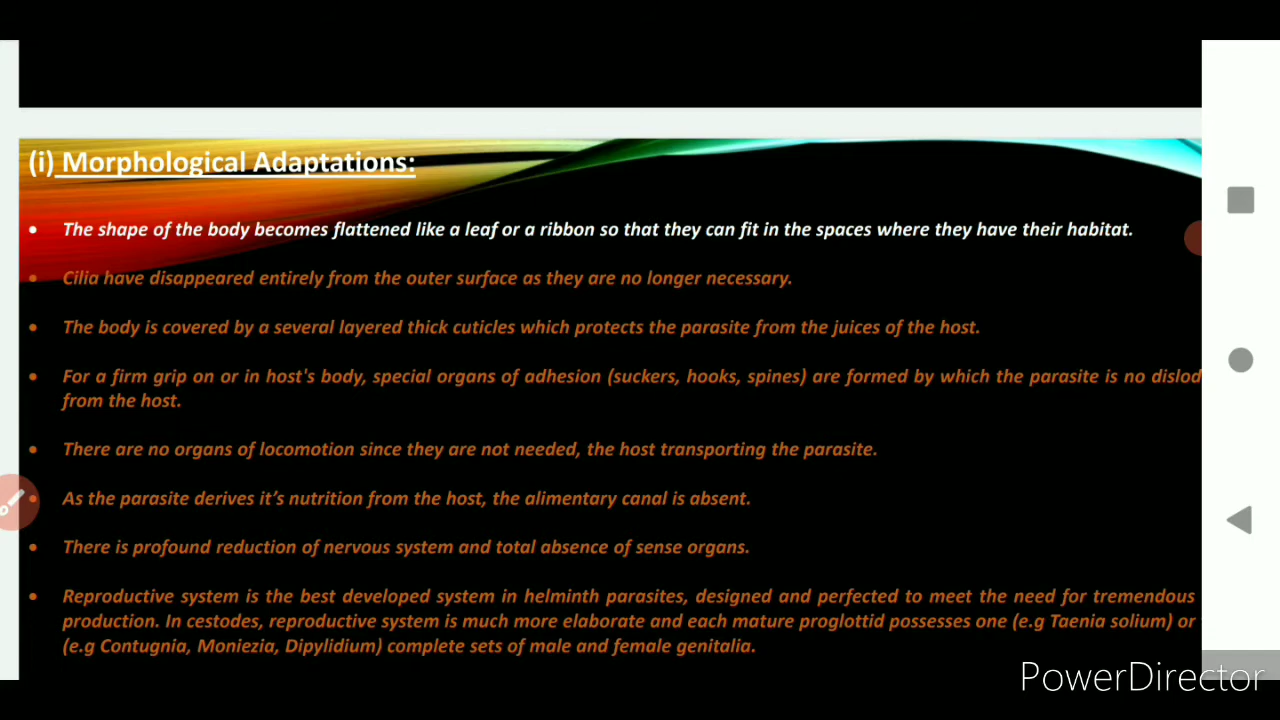 (i) Morphological Adaptations:
• The shape of the body becomes flattened like a leaf or a ribbon so that they can fit in the spaces where they have their habitat.
• Cilia have disappeared entirely from the outer surface as they are no longer necessary.
• The body is covered by a several layered thick cuticles which protects the parasite from the juices of the host.
• For a firm grip on or in host's body, special organs of adhesion (suckers, hooks, spines) are formed by which the parasite is no dislod
from the host.
• There are no organs of locomotion since they are not needed, the host transporting the parasite.
• As the parasite derives it’s nutrition from the host, the alimentary canal is absent.
• There is profound reduction of nervous system and total absence of sense organs.
• Reproductive system is the best developed system in helminth parasites, designed and perfected to meet the need for tremendous
production. In cestodes, reproductive system is much more elaborate and each mature proglottid possesses one (e.g Taenia solium) or
(e.g Contugnia, Moniezia, Dipylidium) complete sets of male and female genitalia.
PowerDirector